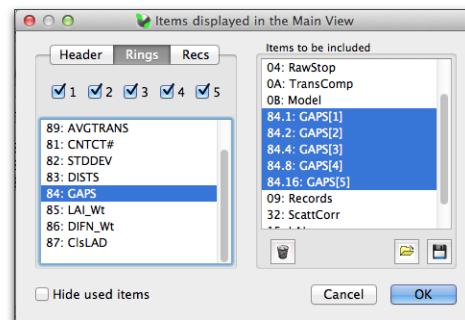 Items displayed in the Main View
Header Rings Recs
1 2 3 4 5
89: AVGTRANS
81: CNTCT#
82: STDDEV
83: DISTS
84: GAPS
85: LAI_Wt
86: DIFN_Wt
87: ClsLAD
Hide used items
Items to be included
04: RawStop
0A: TransComp
0B: Model
84.1: GAPS[1]
84.2: GAPS[2]
84.4: GAPS[3]
84.8: GAPS[4]
84.16: GAPS[5]
09: Records
32: ScattCorr
Cancel OK